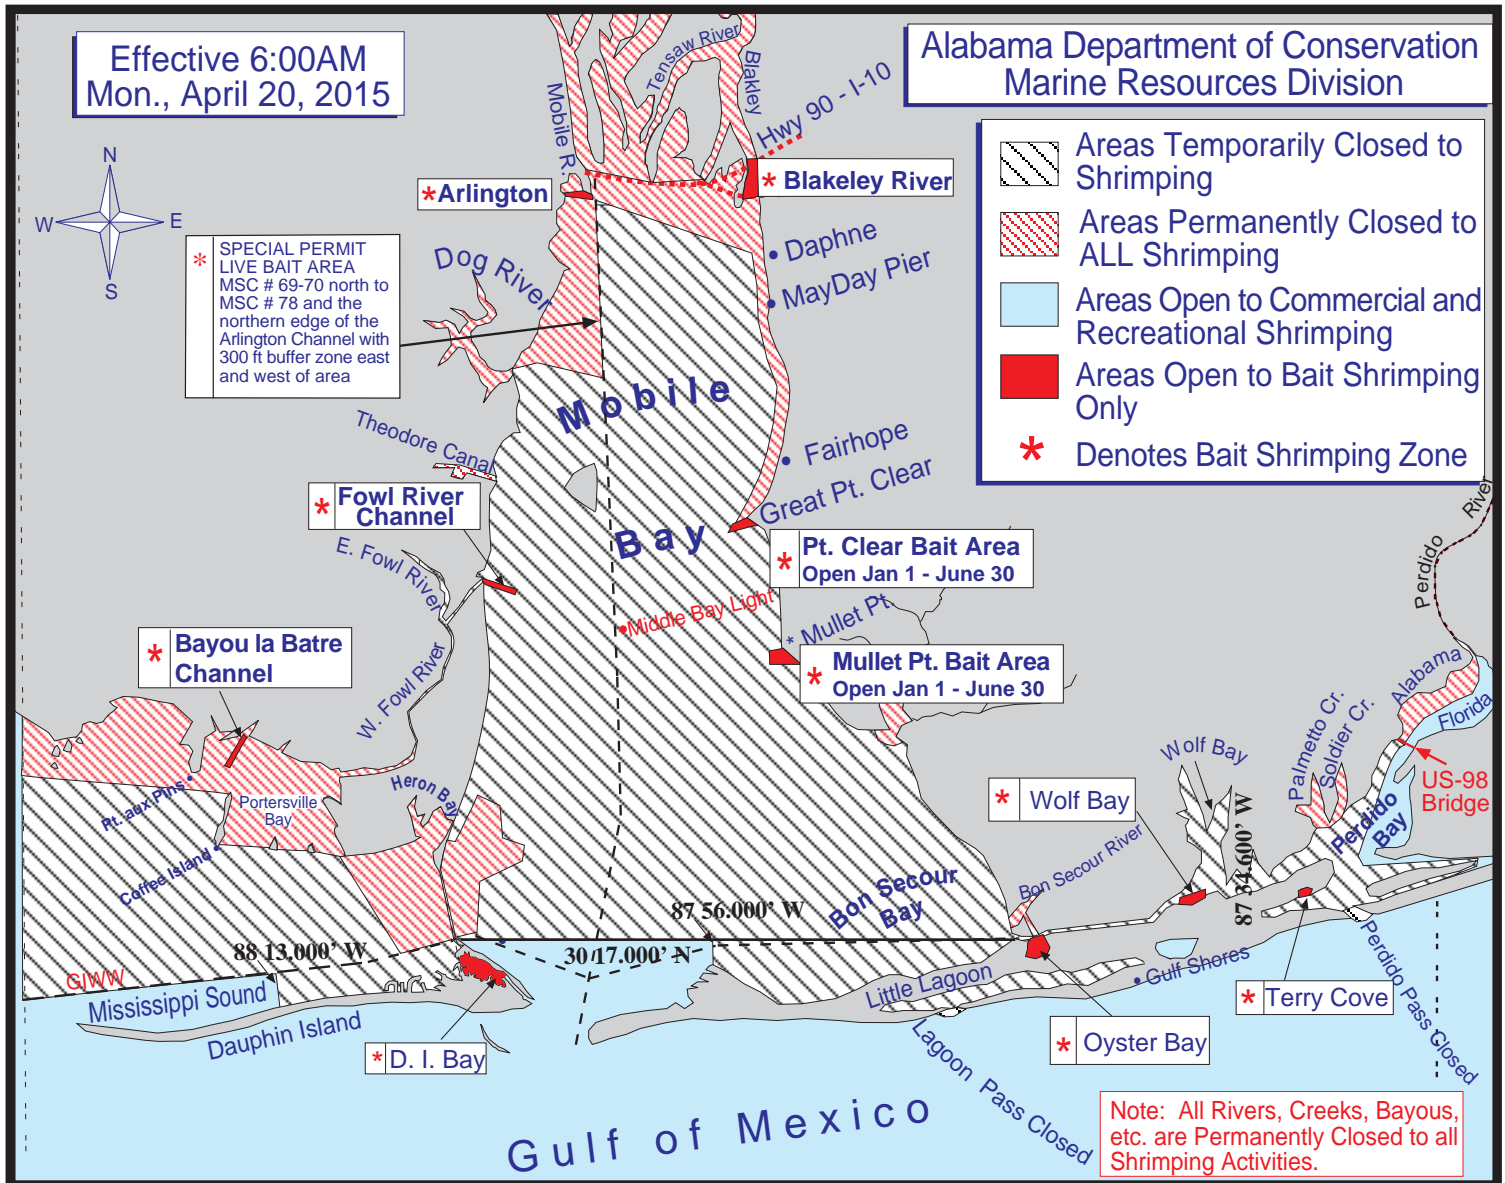 Effective 6:00AM
Mon., April 20, 2015
Alabama Department of Conservation
Marine Resources Division
Areas Temporarily Closed to
Shrimping
Areas Permanently Closed to
ALL Shrimping
Areas Open to Commercial and
Recreational Shrimping
Areas Open to Bait Shrimping
Only
* Denotes Bait Shrimping Zone
N
W
E
S
Mobile R.
Tensaw River
Blakley
Hwy 90 - I-10
*Arlington
* Blakeley River
* SPECIAL PERMIT
LIVE BAIT AREA
MSC # 69-70 north to
MSC # 78 and the
northern edge of the
Arlington Channel with
300 ft buffer zone east
and west of area
Dog River
• Daphne
• MayDay Pier
Mobile
Bay
Theodore Canal
• Fairhope
Great Pt. Clear
* Fowl River
Channel
E. Fowl River
* Pt. Clear Bait Area
Open Jan 1 - June 30
•Middle Bay Light
* Mullet Pt.
* Mullet Pt. Bait Area
Open Jan 1 - June 30
* Bayou la Batre
Channel
W. Fowl River
Perdido River
Alabama
Florida
US-98
Bridge
Palmetto Cr.
Soldier Cr.
Wolf Bay
* Wolf Bay
Perdido
Bay
Pt. aux Pins •
Portersville
Bay
Heron Bay
Coffee Island •
Bon Secour River
Bon Secour
Bay
87 34.600' W
87 56.000' W
88 13.000' W
30 17.000' N
GIWW
Mississippi Sound
Dauphin Island
* D. I. Bay
Little Lagoon
• Gulf Shores
* Terry Cove
* Oyster Bay
Lagoon Pass Closed
Perdido Pass Closed
Gulf of Mexico
Note: All Rivers, Creeks, Bayous,
etc. are Permanently Closed to all
Shrimping Activities.